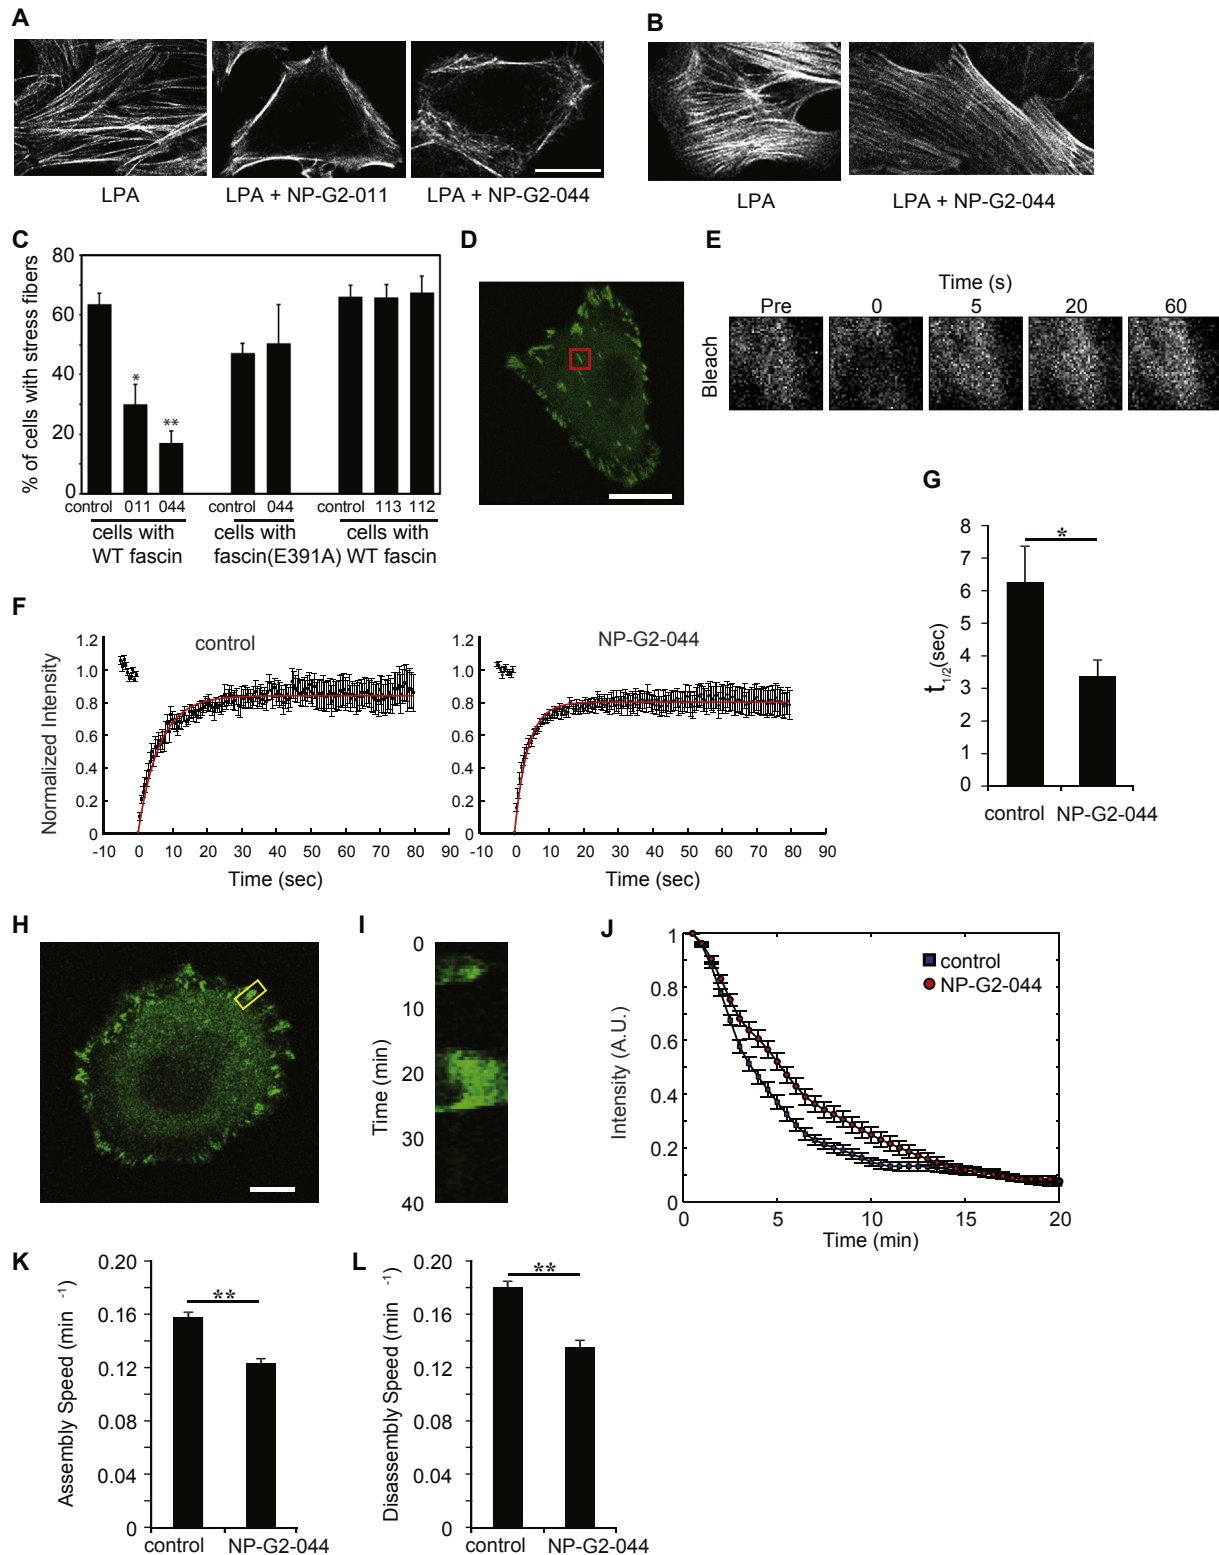 A
B
LPA
LPA + NP-G2-011
LPA + NP-G2-044
LPA
LPA + NP-G2-044
C
% of cells with stress fibers
80
60
40
20
0
*
**
control 011 044
control 044
control 113 112
cells with WT fascin
cells with fascin(E391A)
cells with WT fascin
D
E
Time (s)
Pre 0 5 20 60
Bleach
G
t1/2(sec)
8
7
6
5
4
3
2
1
0
*
control NP-G2-044
F
control
Normalized Intensity
1.2
1.0
0.8
0.6
0.4
0.2
0
-10 0 10 20 30 40 50 60 70 80 90
Time (sec)
NP-G2-044
1.2
1.0
0.8
0.6
0.4
0.2
0
-10 0 10 20 30 40 50 60 70 80 90
Time (sec)
H
I
Time (min)
0
10
20
30
40
J
Intensity (A.U.)
1
0.8
0.6
0.4
0.2
0
control
NP-G2-044
0 5 10 15 20
Time (min)
K
Assembly Speed (min -1)
0.20
0.16
0.12
0.08
0.04
0
**
control NP-G2-044
L
Disassembly Speed (min -1)
0.20
0.16
0.12
0.08
0.04
0
**
control NP-G2-044